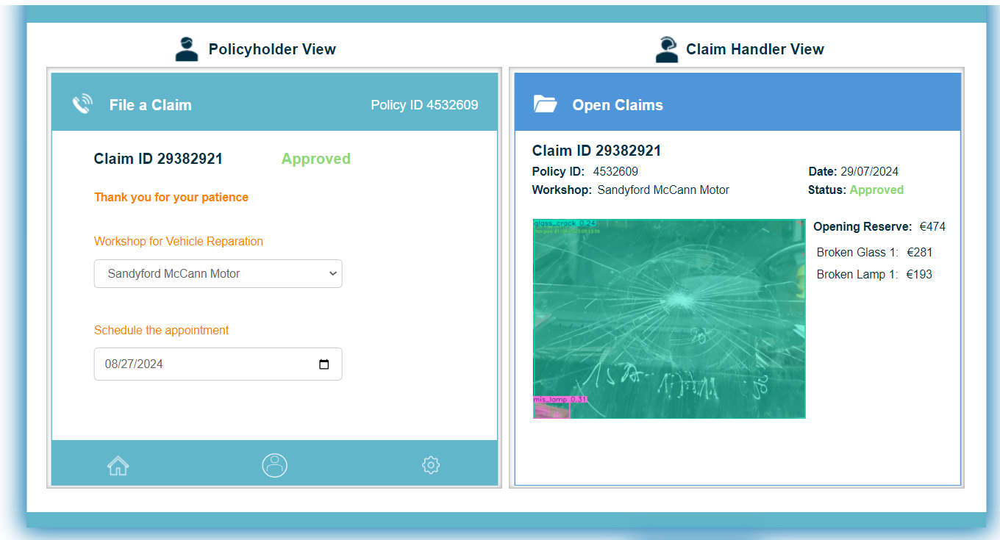 Policyholder View
Claim Handler View
File a Claim
Policy ID 4532609
Claim ID 29382921
Approved
Thank you for your patience
Workshop for Vehicle Reparation
Sandyford McCann Motor
Schedule the appointment
08/27/2024
Open Claims
Claim ID 29382921
Policy ID: 4532609
Date: 29/07/2024
Workshop: Sandyford McCann Motor
Status: Approved
glass_crack 0.24
mis_lamp 0.31
Opening Reserve: €474
Broken Glass 1: €281
Broken Lamp 1: €193